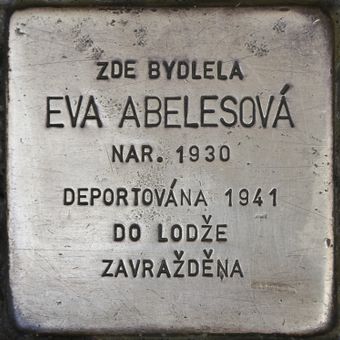 ZDE BYDLELA
EVA ABELESOVÁ
NAR. 1930
DEPORTOVÁNA 1941
DO LODŽE
ZAVRAŽDĚNA